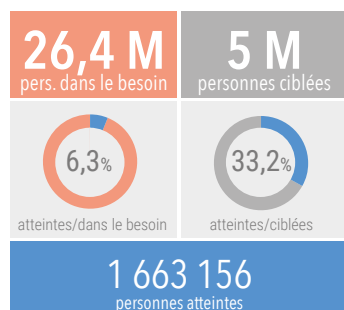 26,4 M
pers. dans le besoin
5 M
personnes ciblées
6,3%
atteintes/dans le besoin
33,2%
atteintes/ciblées
1 663 156
personnes atteintes